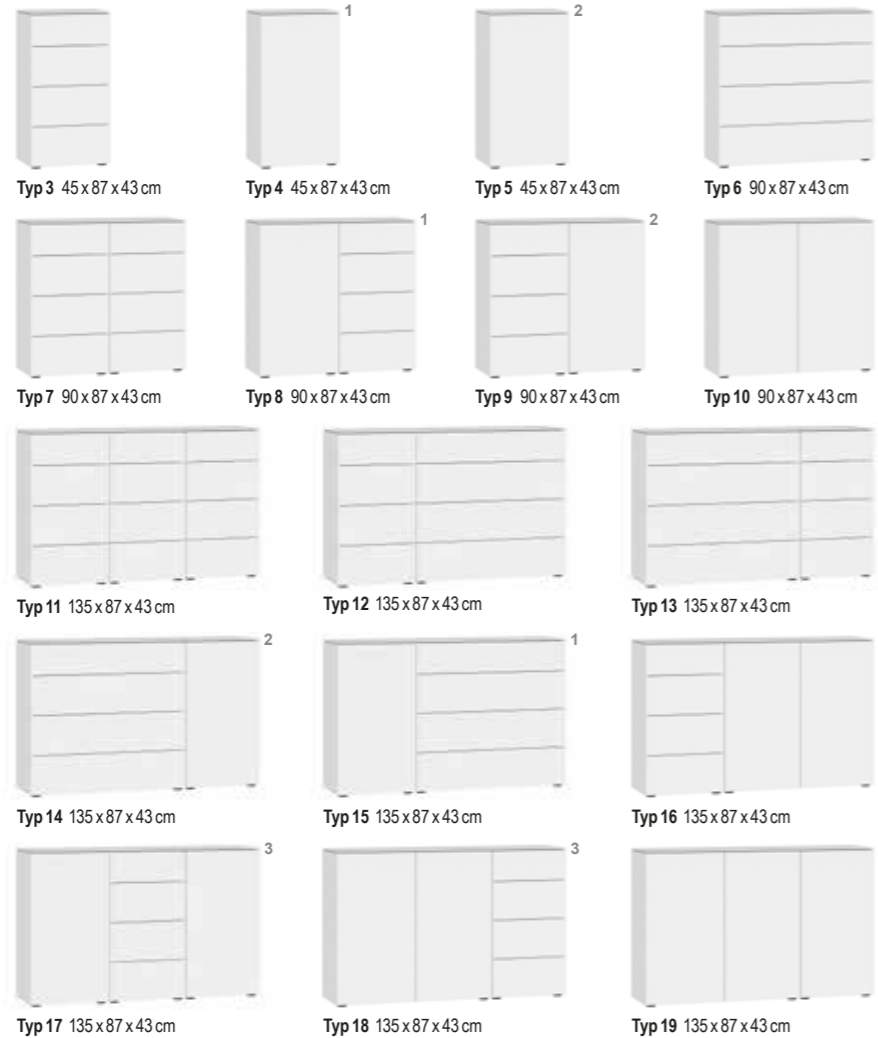 1
2
Typ 3 45 x 87 x 43 cm
Typ 4 45 x 87 x 43 cm
Typ 5 45 x 87 x 43 cm
Typ 6 90 x 87 x 43 cm
1
2
Typ 7 90 x 87 x 43 cm
Typ 8 90 x 87 x 43 cm
Typ 9 90 x 87 x 43 cm
Typ 10 90 x 87 x 43 cm
Typ 11 135 x 87 x 43 cm
Typ 12 135 x 87 x 43 cm
Typ 13 135 x 87 x 43 cm
2
1
Typ 14 135 x 87 x 43 cm
Typ 15 135 x 87 x 43 cm
Typ 16 135 x 87 x 43 cm
3
3
Typ 17 135 x 87 x 43 cm
Typ 18 135 x 87 x 43 cm
Typ 19 135 x 87 x 43 cm